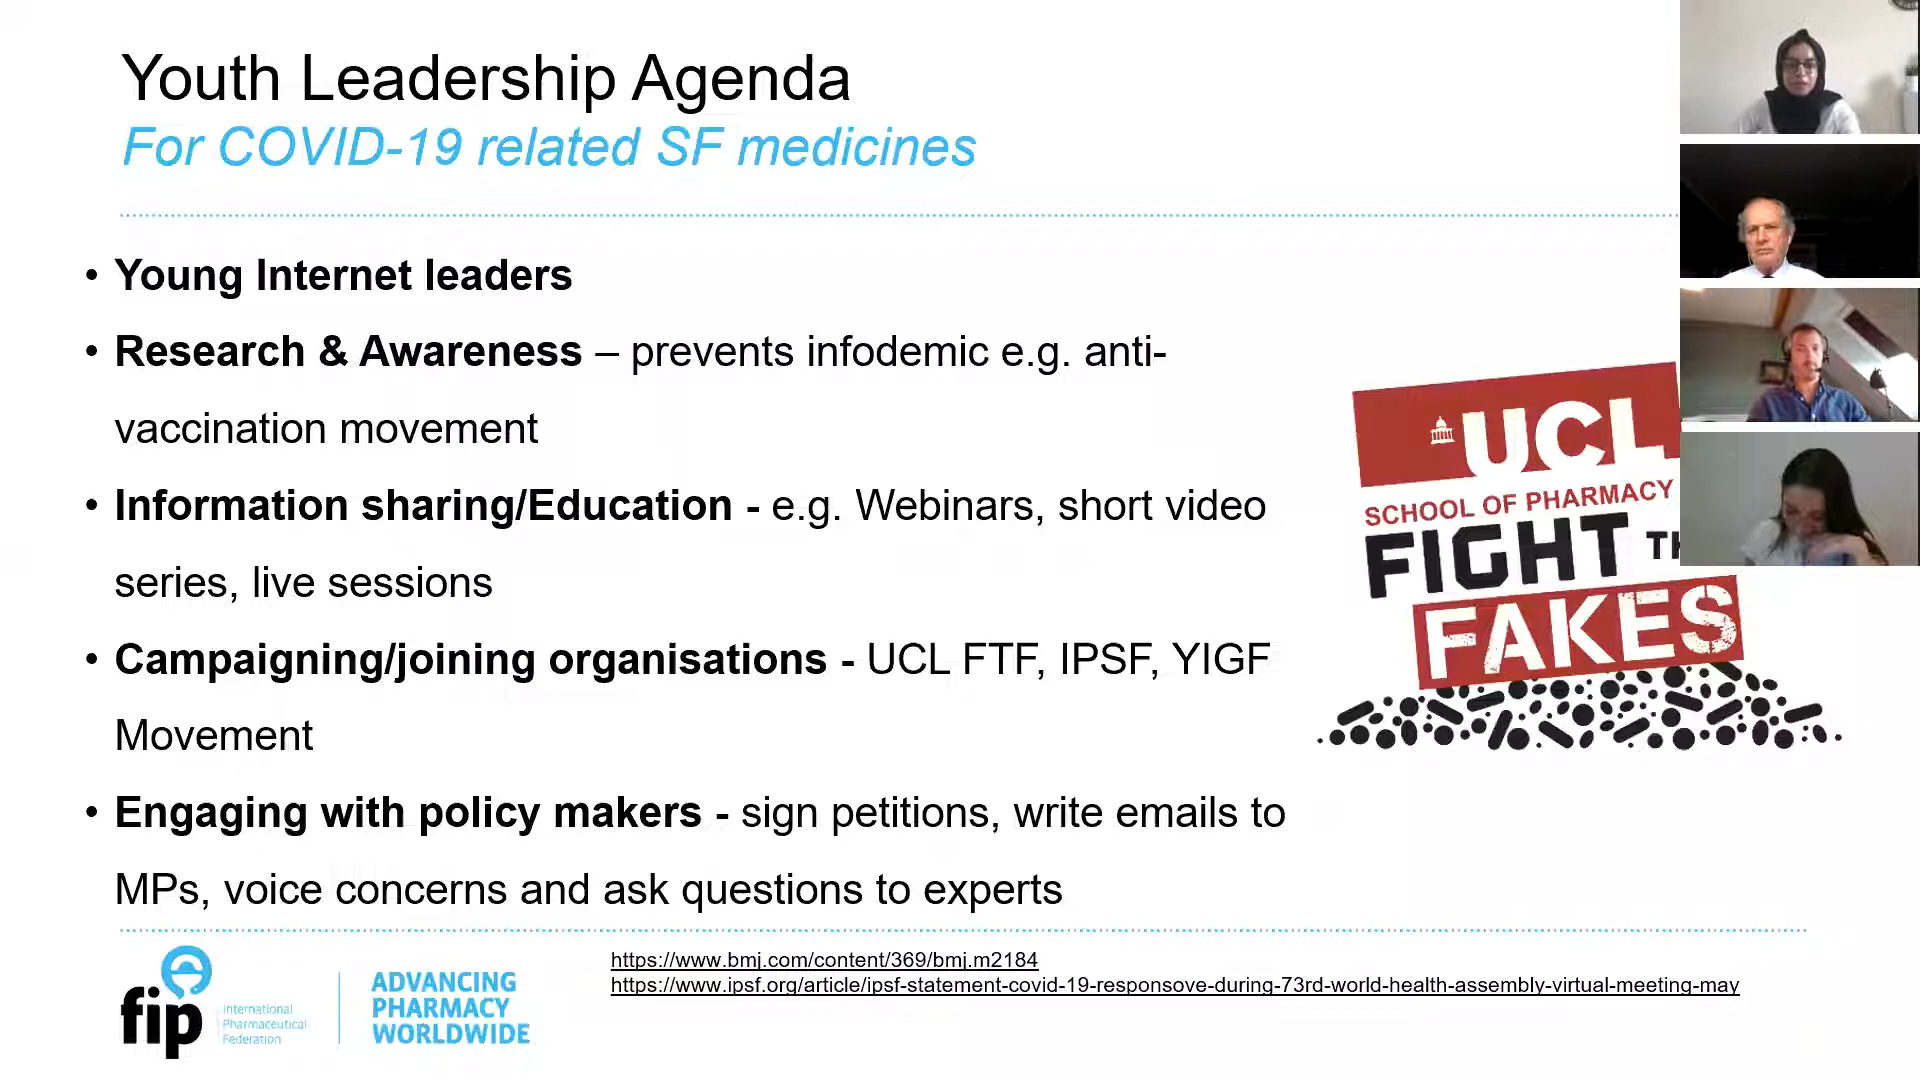 Youth Leadership Agenda
For COVID-19 related SF medicines
• Young Internet leaders
• Research & Awareness – prevents infodemic e.g. anti-
vaccination movement
• Information sharing/Education - e.g. Webinars, short video
series, live sessions
• Campaigning/joining organisations - UCL FTF, IPSF, YIGF
Movement
• Engaging with policy makers - sign petitions, write emails to
MPs, voice concerns and ask questions to experts
UCL
SCHOOL OF PHARMACY
FIGHT
FAKES
fip
International
Pharmaceutical
Federation
ADVANCING
PHARMACY
WORLDWIDE
https://www.bmj.com/content/369/bmj.m2184
https://www.ipsf.org/article/ipsf-statement-covid-19-responsove-during-73rd-world-health-assembly-virtual-meeting-may